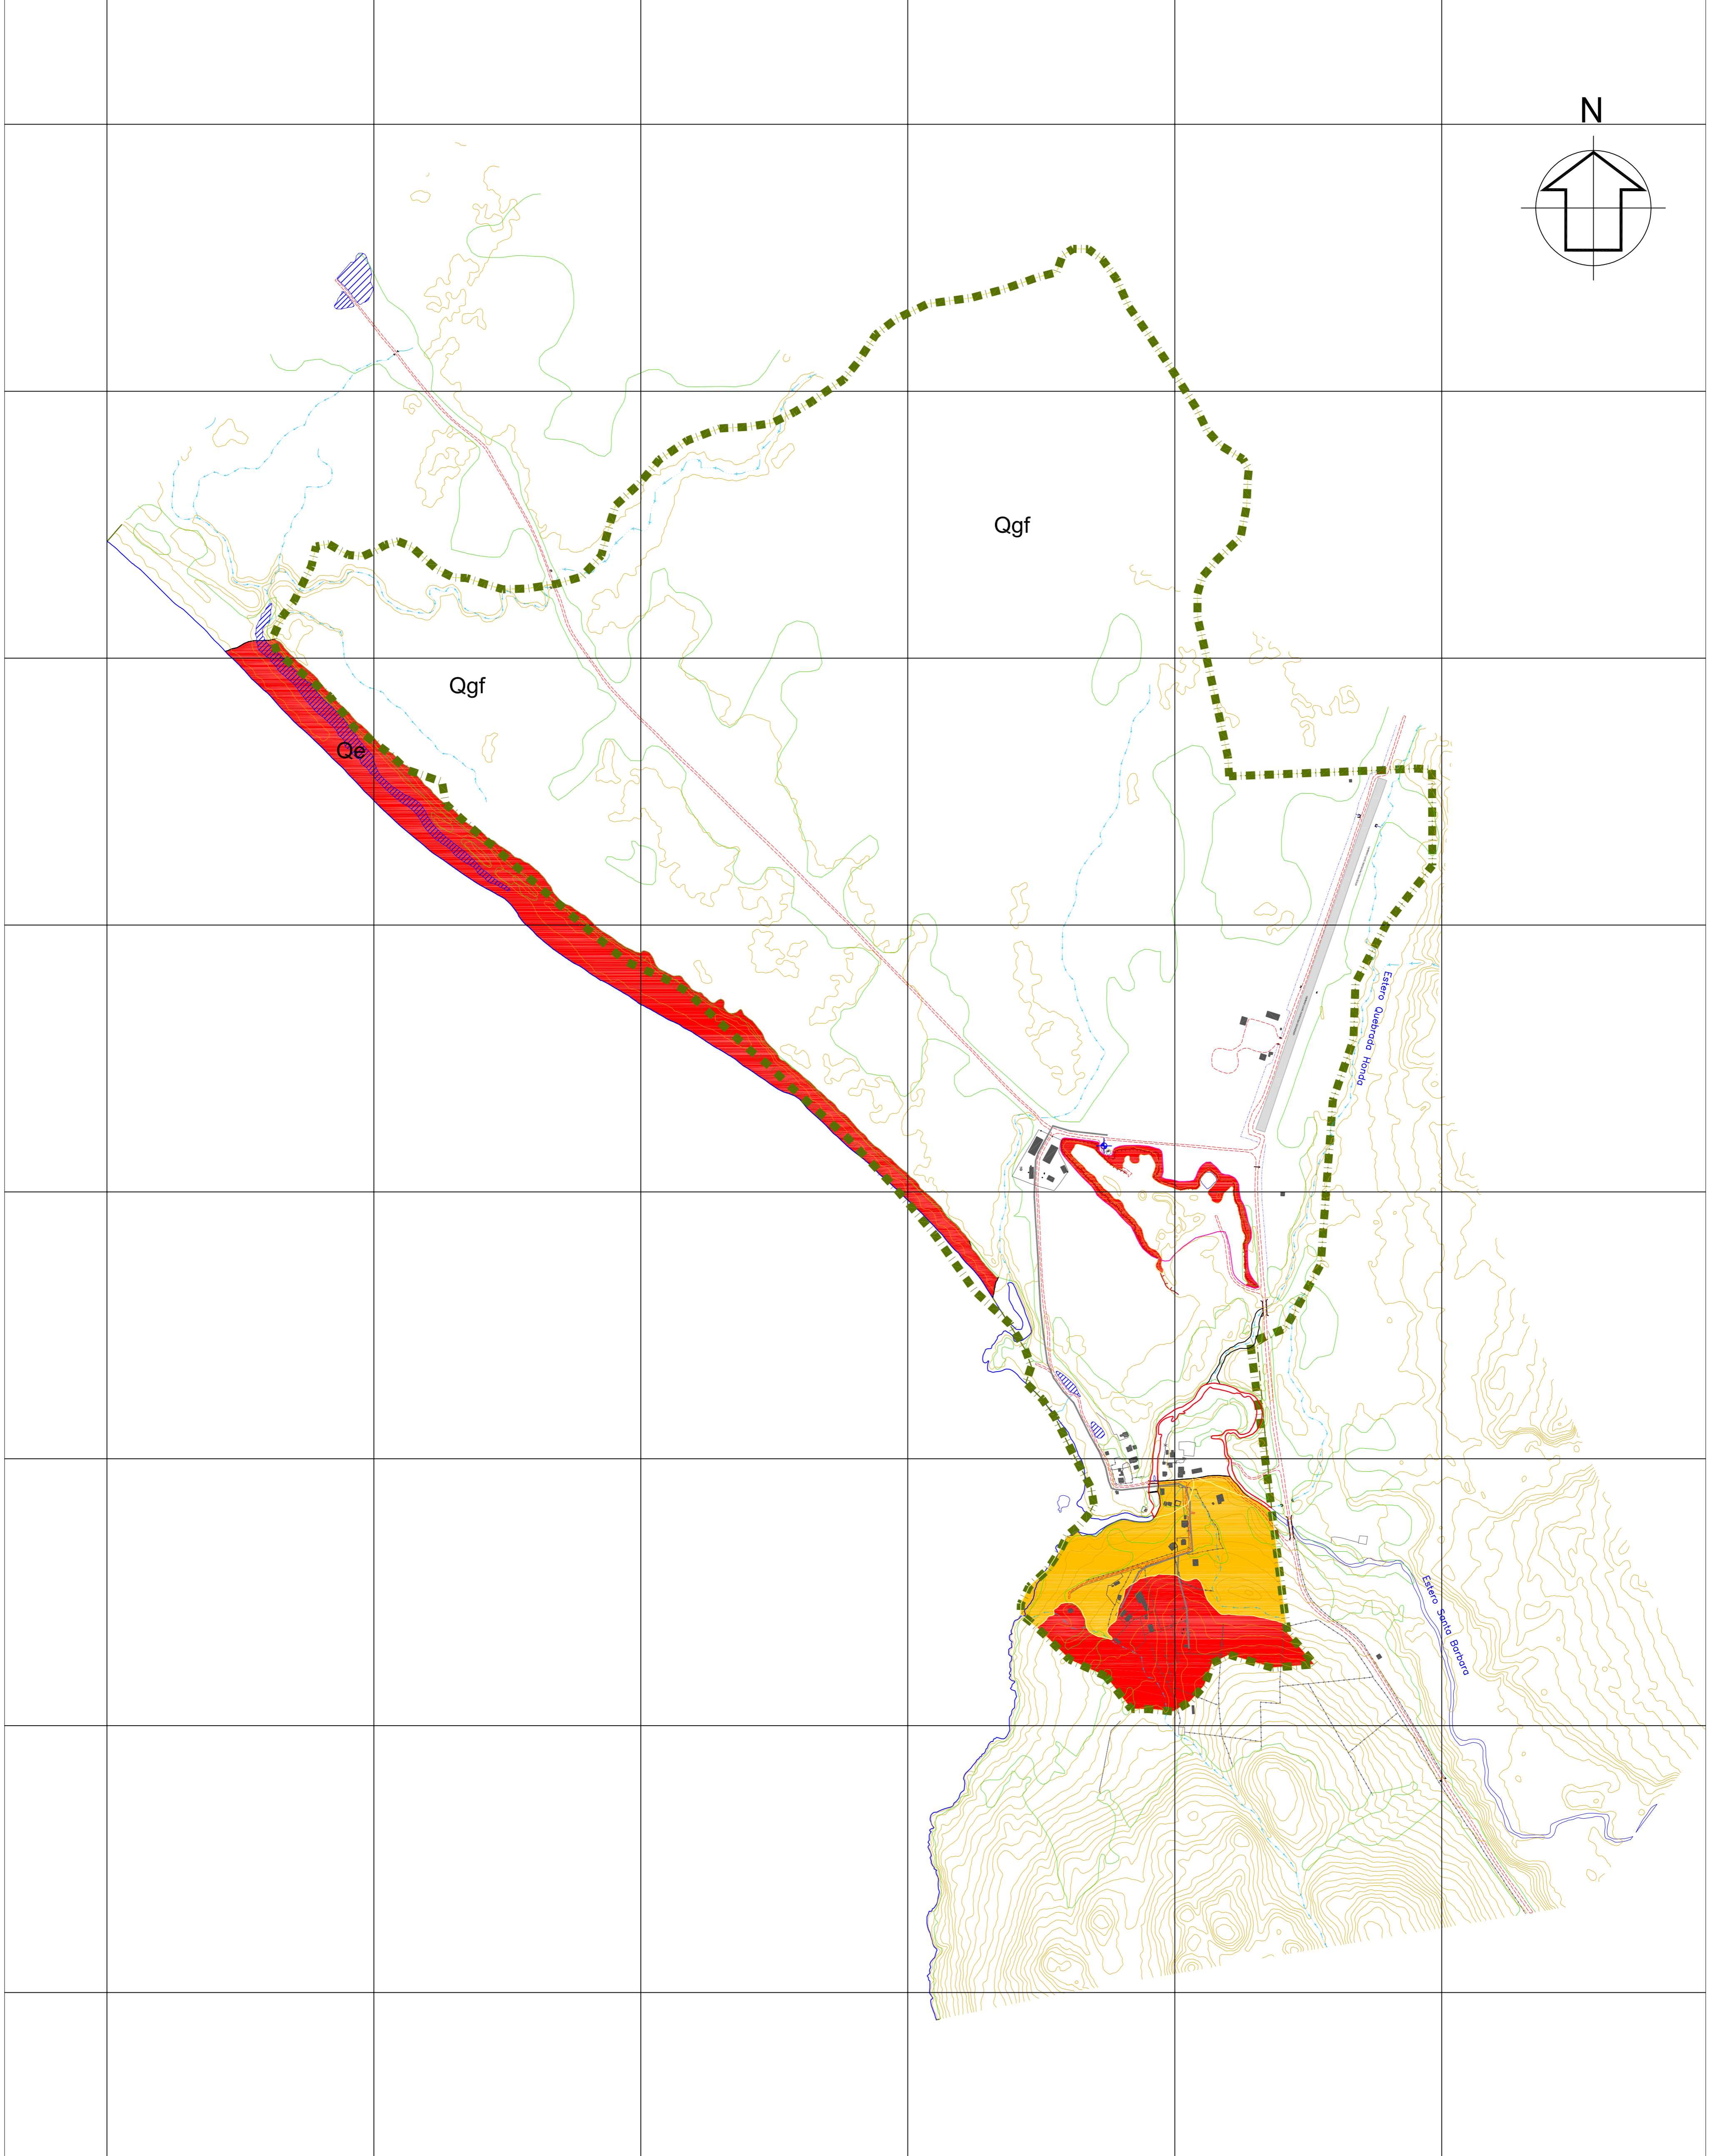 N
Qgf
Qgf
Qe
Estero Quebrada Honda
Estero Santa Barbara